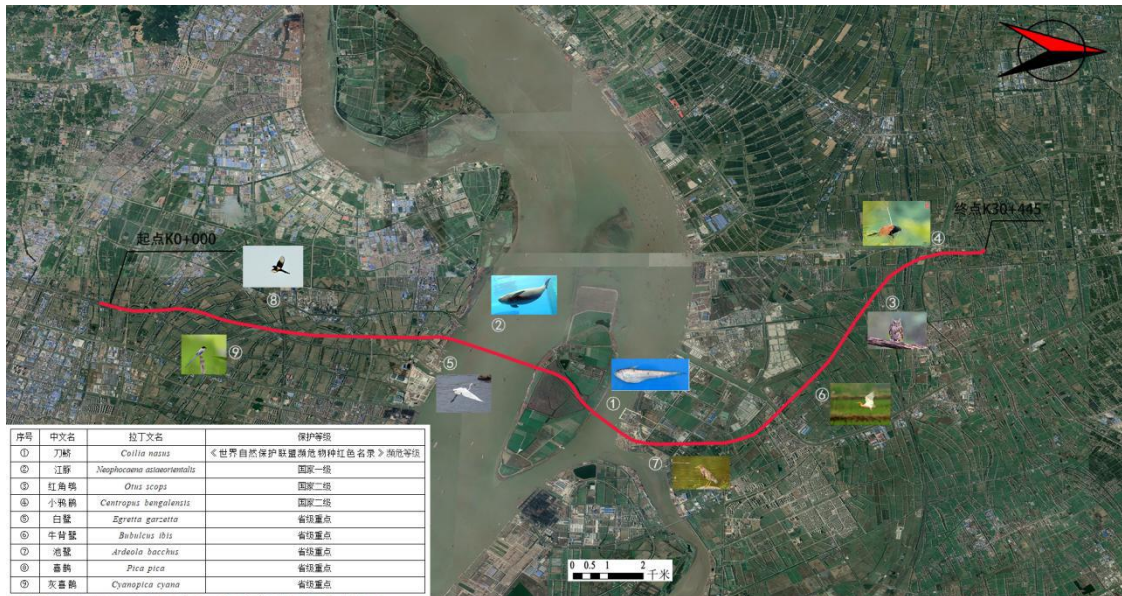 起点K0+000
终点K30+445
⑧
②
④
③
⑨
⑤
①
⑥
⑦
序号 中文名 拉丁文名 保护等级
① 刀鲚 Coilia nasus 《世界自然保护联盟濒危物种红色名录》濒危等级
② 江豚 Neophocaena asiaeorientalis 国家一级
③ 红角鸮 Otus scops 国家二级
④ 小鸦鹃 Centropus bengalensis 国家二级
⑤ 白鹭 Egretta garzetta 省级重点
⑥ 牛背鹭 Bubulcus ibis 省级重点
⑦ 池鹭 Ardeola bacchus 省级重点
⑧ 喜鹊 Pica pica 省级重点
⑨ 灰喜鹊 Cyanopica cyana 省级重点
0 0.5 1 2
千米